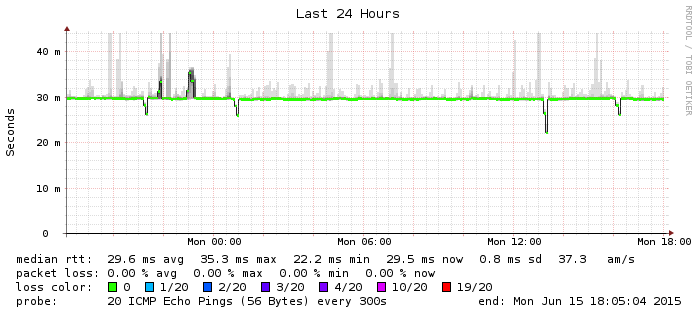 Last 24 Hours
RRDTOOL / TOBI OETIKER
Seconds
40 m
30 m
20 m
10 m
0
Mon 00:00 Mon 06:00 Mon 12:00 Mon 18:00
median rtt: 29.6 ms avg 35.3 ms max 22.2 ms min 29.5 ms now 0.8 ms sd 37.3 am/s
packet loss: 0.00 % avg 0.00 % max 0.00 % min 0.00 % now
loss color: 0 1/20 2/20 3/20 4/20 10/20 19/20
probe: 20 ICMP Echo Pings (56 Bytes) every 300s end: Mon Jun 15 18:05:04 2015